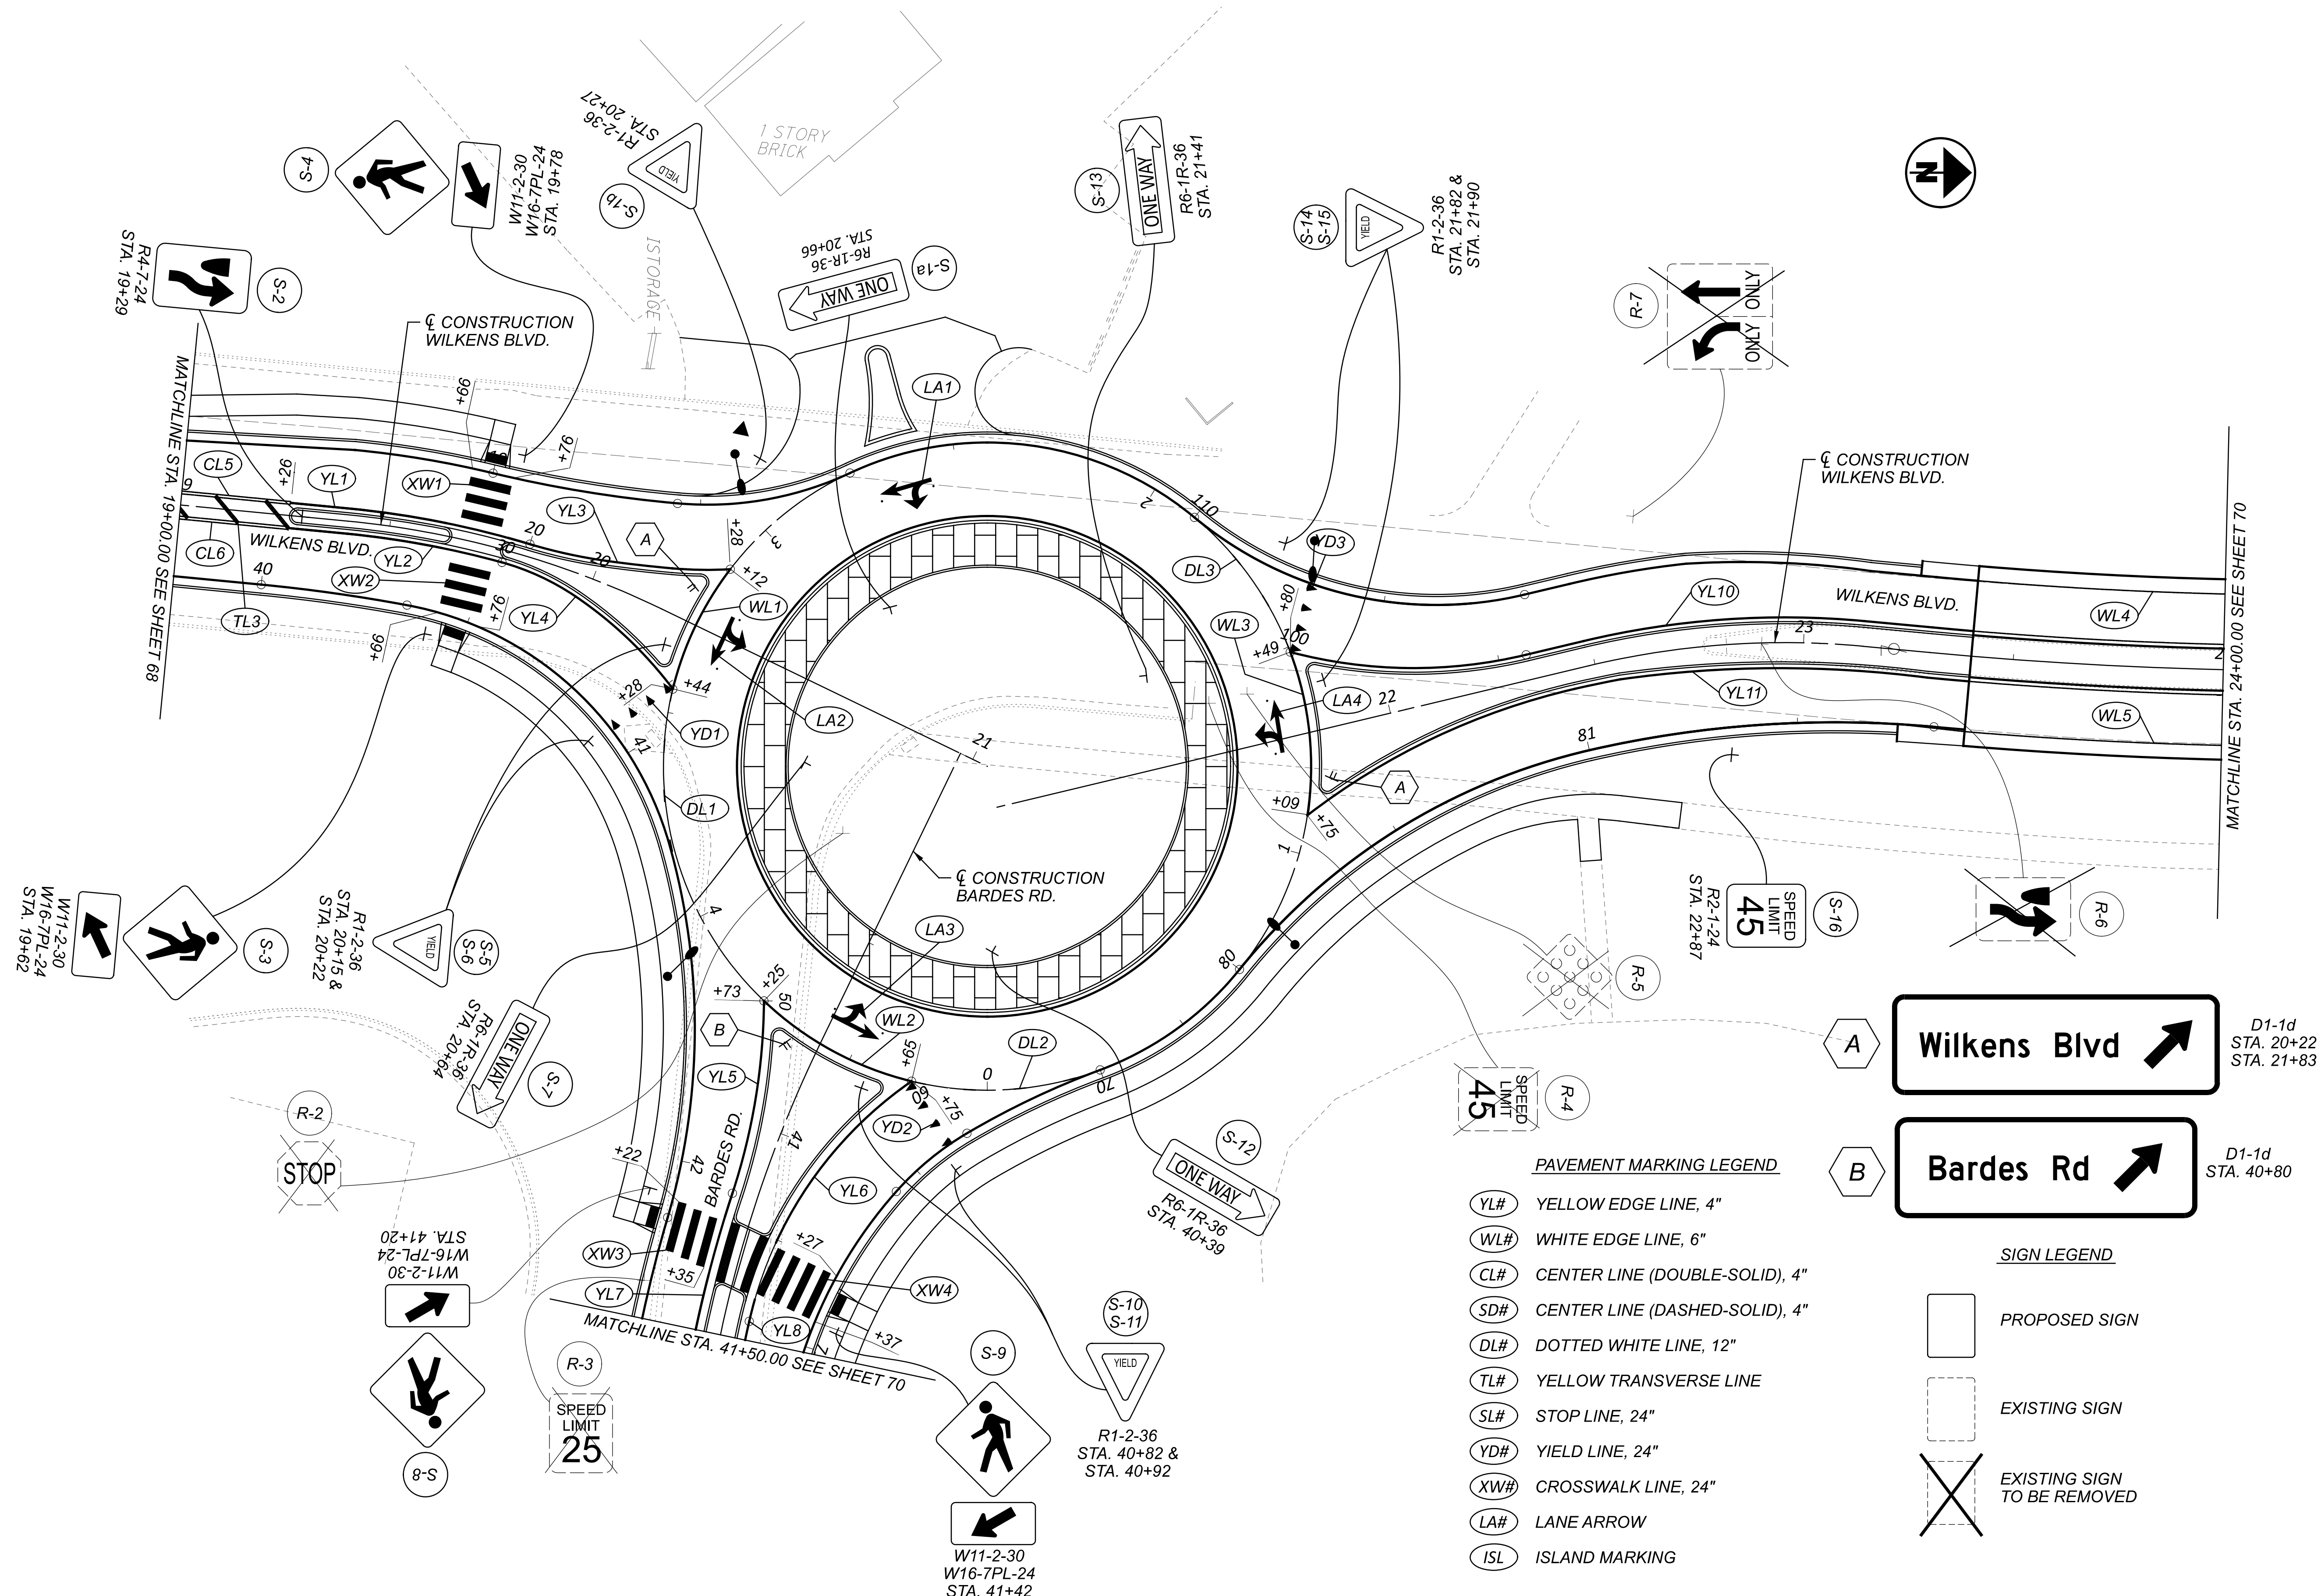 S-4
W11-2-30
W16-7PL-24
STA. 19+78
R1-2-36
STA. 20+27
YIELD
S-1b
1 STORY
BRICK
1STORAGE
R4-7-24
STA. 19+29
S-2
℄ CONSTRUCTION
WILKENS BLVD.
R6-1R-36
STA. 20+66
ONE WAY
S-1a
S-13
ONE WAY
R6-1R-36
STA. 21+41
S-14
S-15
YIELD
R1-2-36
STA. 21+82 &
STA. 21+90
N
R-7
ONLY
ONLY
℄ CONSTRUCTION
WILKENS BLVD.
MATCHLINE STA. 19+00.00 SEE SHEET 68
MATCHLINE STA. 24+00.00 SEE SHEET 70
CL5
+26
YL1
+66
+76
XW1
9
CL6
WILKENS BLVD.
YL2
40
XW2
TL3
+66
+76
20
YL3
A
20
YL4
+28
3
+12
WL1
LA1
2
110
YD3
DL3
+80
WL3
+49
100
LA4
22
YL10
WILKENS BLVD.
23
WL4
YL11
WL5
81
A
+09
+75
1
+28
+44
YD1
LA2
41
DL1
21
℄ CONSTRUCTION
BARDES RD.
4
LA3
80
+73
+25
50
B
WL2
+65
DL2
0
70
60
+75
YD2
YL5
BARDES RD.
41
42
YL6
+22
XW3
+35
+27
XW4
YL7
YL8
+37
MATCHLINE STA. 41+50.00 SEE SHEET 70
W11-2-30
W16-7PL-24
STA. 19+62
S-3
R1-2-36
STA. 20+15 &
STA. 20+22
YIELD
S-5
S-6
R6-1R-36
STA. 20+64
ONE WAY
S-7
R-2
STOP
W11-2-30
W16-7PL-24
STA. 41+20
S-8
R-3
SPEED
LIMIT
25
S-9
W11-2-30
W16-7PL-24
STA. 41+42
S-10
S-11
YIELD
R1-2-36
STA. 40+82 &
STA. 40+92
S-12
ONE WAY
R6-1R-36
STA. 40+39
R-4
SPEED
LIMIT
45
R-5
R2-1-24
STA. 22+87
SPEED
LIMIT
45
S-16
R-6
A
Wilkens Blvd
D1-1d
STA. 20+22
STA. 21+83
B
Bardes Rd
D1-1d
STA. 40+80
PAVEMENT MARKING LEGEND
YL# YELLOW EDGE LINE, 4"
WL# WHITE EDGE LINE, 6"
CL# CENTER LINE (DOUBLE-SOLID), 4"
SD# CENTER LINE (DASHED-SOLID), 4"
DL# DOTTED WHITE LINE, 12"
TL# YELLOW TRANSVERSE LINE
SL# STOP LINE, 24"
YD# YIELD LINE, 24"
XW# CROSSWALK LINE, 24"
LA# LANE ARROW
ISL ISLAND MARKING
SIGN LEGEND
PROPOSED SIGN
EXISTING SIGN
EXISTING SIGN
TO BE REMOVED